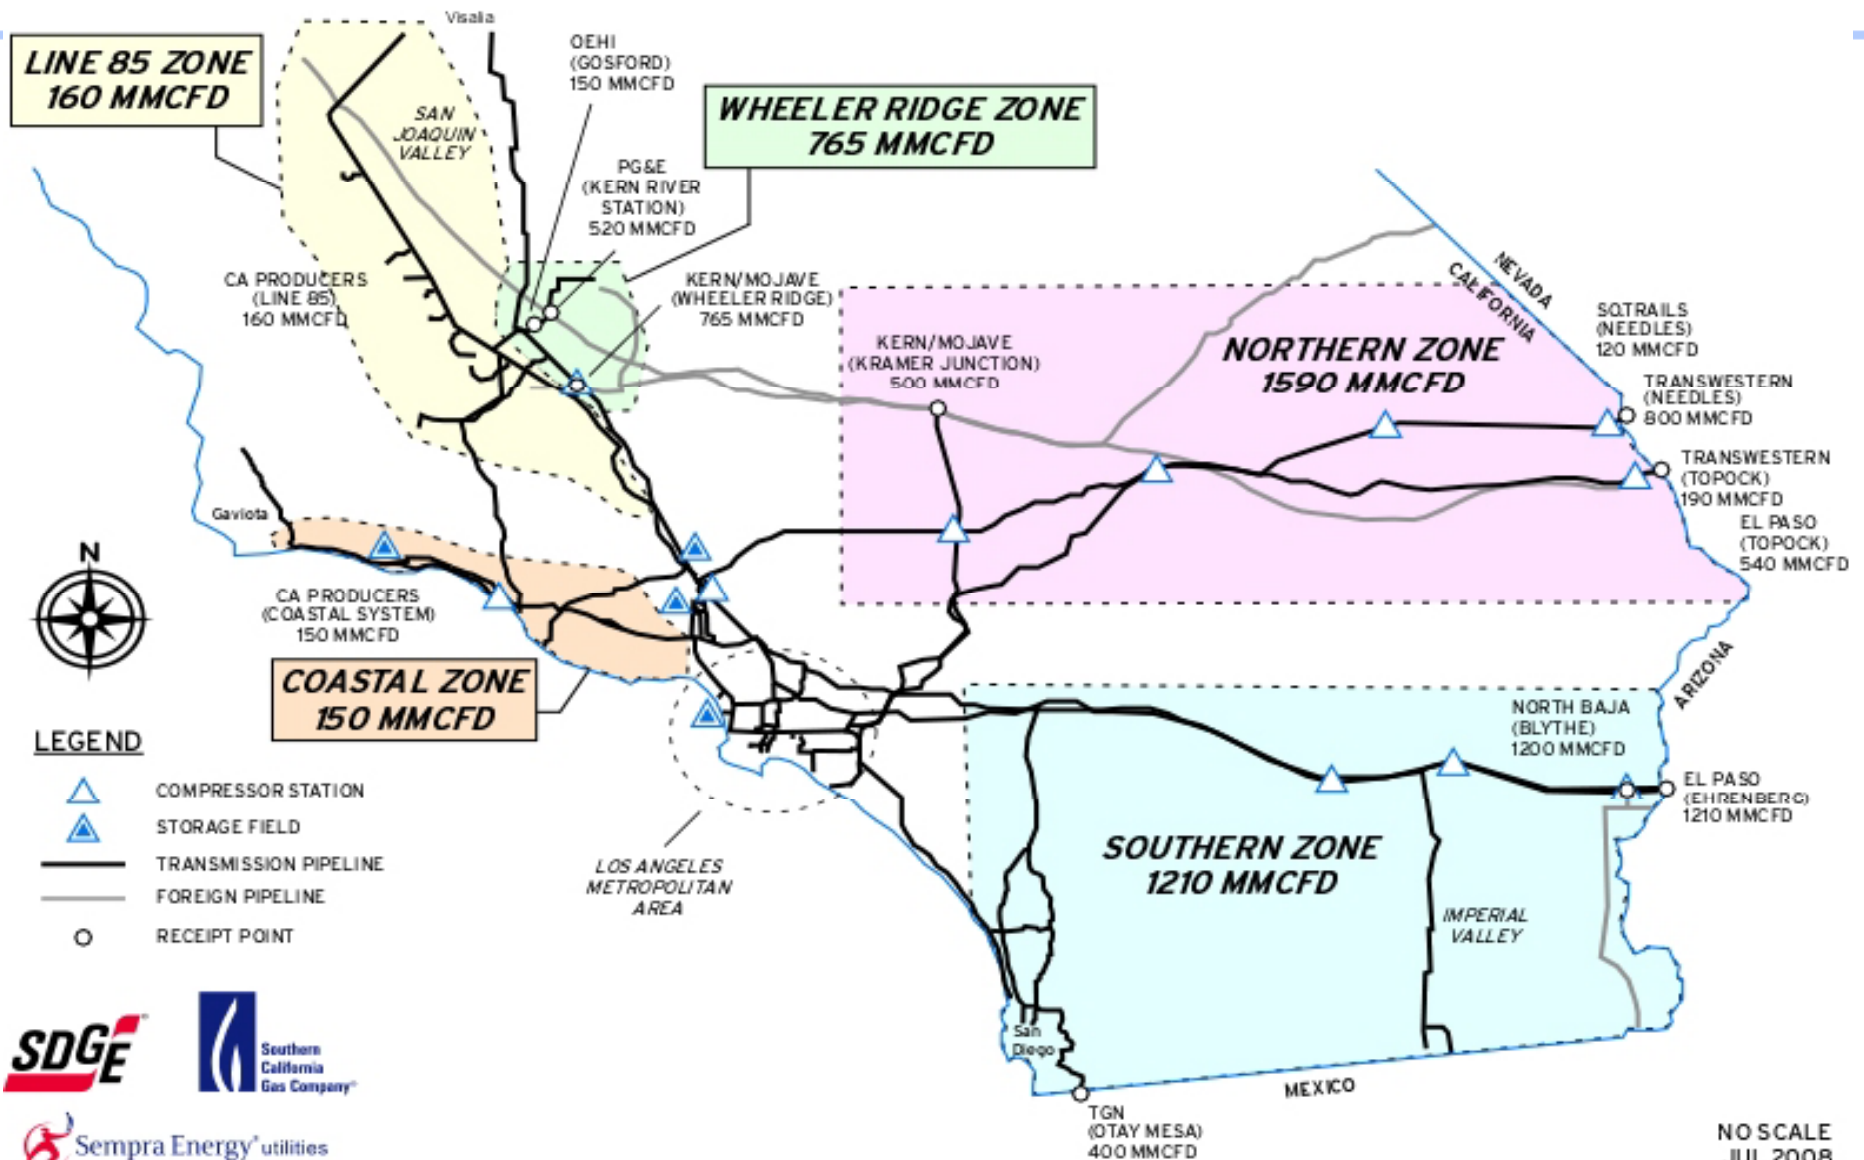 Visalia
LINE 85 ZONE
160 MMCFD
SAN
JOAQUIN
VALLEY
OEHI
(GOSFORD)
150 MMCFD
WHEELER RIDGE ZONE
765 MMCFD
PG&E
(KERN RIVER
STATION)
520 MMCFD
CA PRODUCERS
(LINE 85)
160 MMCFD
KERN/MOJAVE
(WHEELER RIDGE)
765 MMCFD
KERN/MOJAVE
(KRAMER JUNCTION)
500 MMCFD
NORTHERN ZONE
1590 MMCFD
NEVADA
CALIFORNIA
SO.TRAILS
(NEEDLES)
120 MMCFD
TRANSWESTERN
(NEEDLES)
800 MMCFD
TRANSWESTERN
(TOPOCK)
190 MMCFD
EL PASO
(TOPOCK)
540 MMCFD
Gaviota
N
CA PRODUCERS
(COASTAL SYSTEM)
150 MMCFD
COASTAL ZONE
150 MMCFD
ARIZONA
NORTH BAJA
(BLYTHE)
1200 MMCFD
EL PASO
(EHRENBERG)
1210 MMCFD
SOUTHERN ZONE
1210 MMCFD
IMPERIAL
VALLEY
LOS ANGELES
METROPOLITAN
AREA
LEGEND
COMPRESSOR STATION
STORAGE FIELD
TRANSMISSION PIPELINE
FOREIGN PIPELINE
RECEIPT POINT
San
Diego
MEXICO
TGN
(OTAY MESA)
400 MMCFD
SDGE
Southern
California
Gas Company
Sempra Energy utilities
NO SCALE
JUL 2008